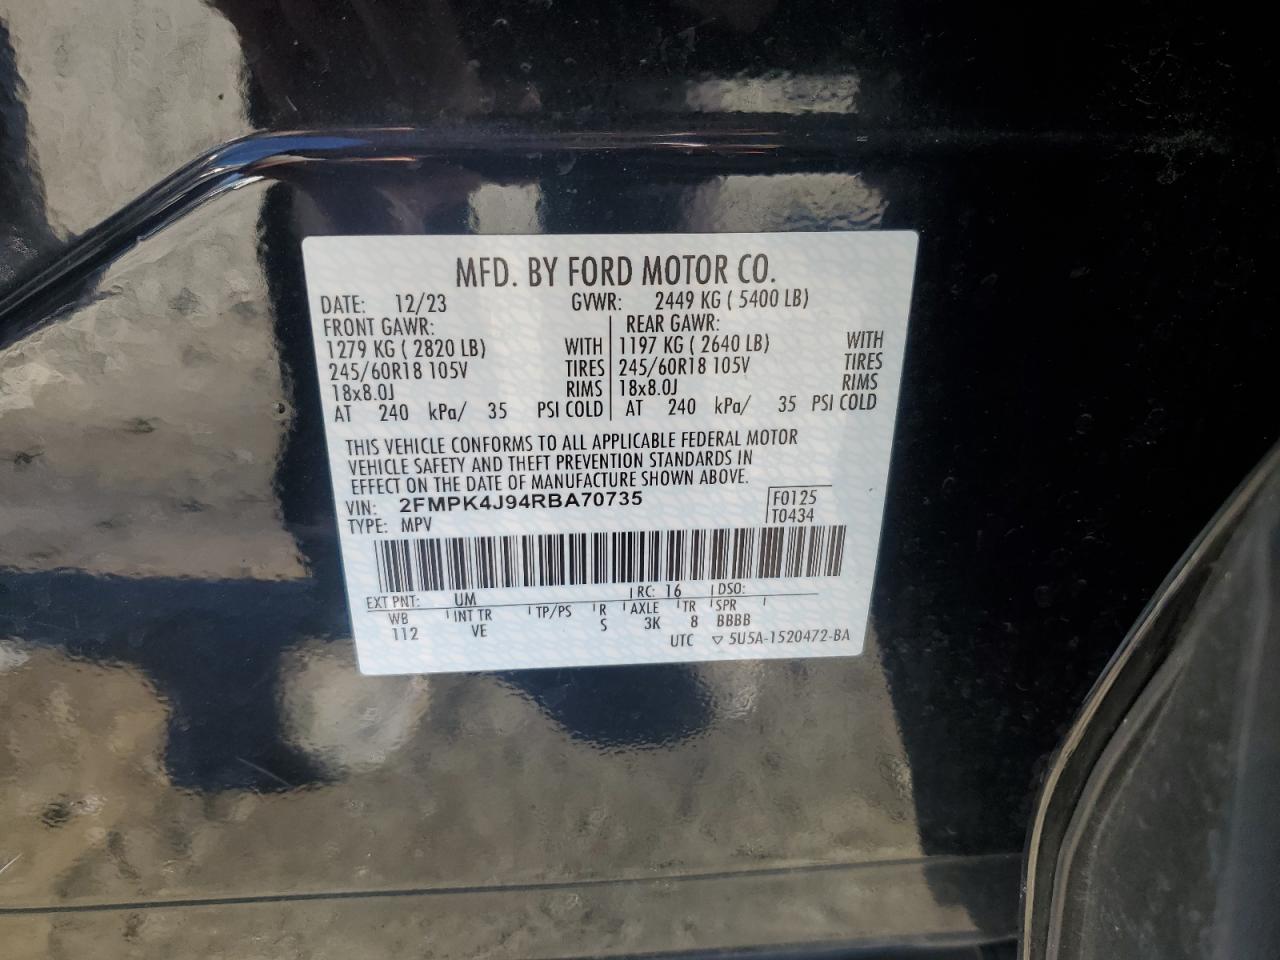 MFD. BY FORD MOTOR CO.
DATE: 12/23 GVWR: 2449 KG ( 5400 LB)
FRONT GAWR: REAR GAWR:
1279 KG ( 2820 LB) WITH 1197 KG ( 2640 LB) WITH
245/60R18 105V TIRES 245/60R18 105V TIRES
18x8.0J RIMS 18x8.0J RIMS
AT 240 kPa/ 35 PSI COLD AT 240 kPa/ 35 PSI COLD
THIS VEHICLE CONFORMS TO ALL APPLICABLE FEDERAL MOTOR
VEHICLE SAFETY AND THEFT PREVENTION STANDARDS IN
EFFECT ON THE DATE OF MANUFACTURE SHOWN ABOVE.
VIN: 2FMPK4J94RBA70735 F0125
TYPE: MPV T0434
EXT PNT: UM RC: 16 DSO:
WB INT TR TP/PS R AXLE TR SPR
112 VE S 3K 8 BBBB
UTC ▽ 5U5A-1520472-BA